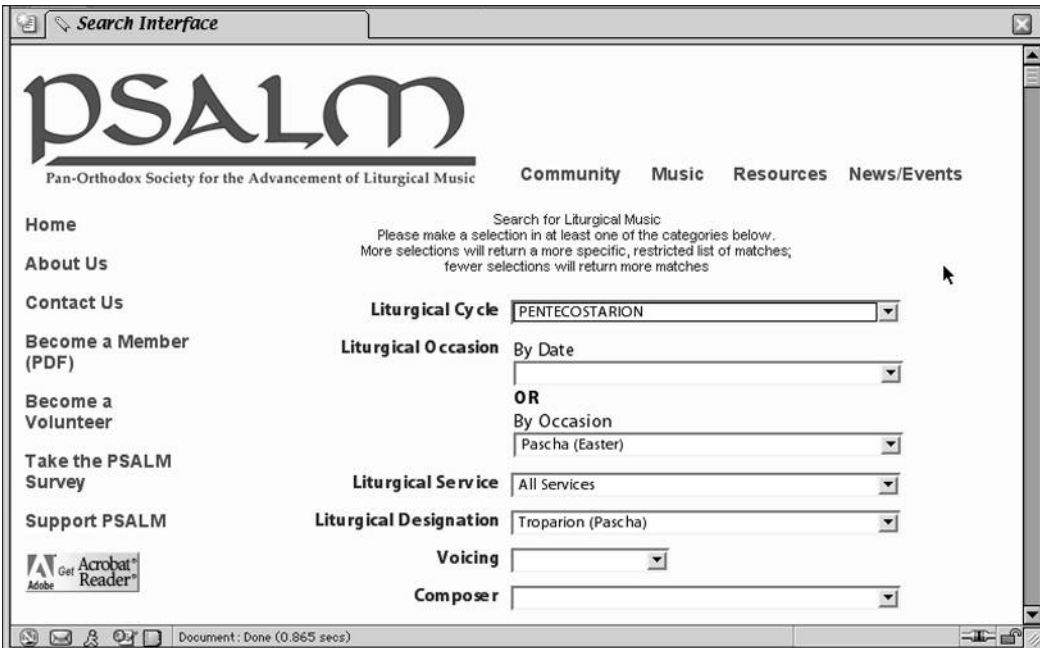 Search Interface
PSALM
Pan-Orthodox Society for the Advancement of Liturgical Music
Community Music Resources News/Events
Home
About Us
Contact Us
Become a Member
(PDF)
Become a
Volunteer
Take the PSALM
Survey
Support PSALM
Adobe
Get Acrobat®
Reader®
Search for Liturgical Music
Please make a selection in at least one of the categories below.
More selections will return a more specific, restricted list of matches;
fewer selections will return more matches
Liturgical Cycle PENTECOSTARION
Liturgical Occasion By Date
OR
By Occasion
Pascha (Easter)
Liturgical Service All Services
Liturgical Designation Troparion (Pascha)
Voicing
Composer
Document: Done (0.865 secs)